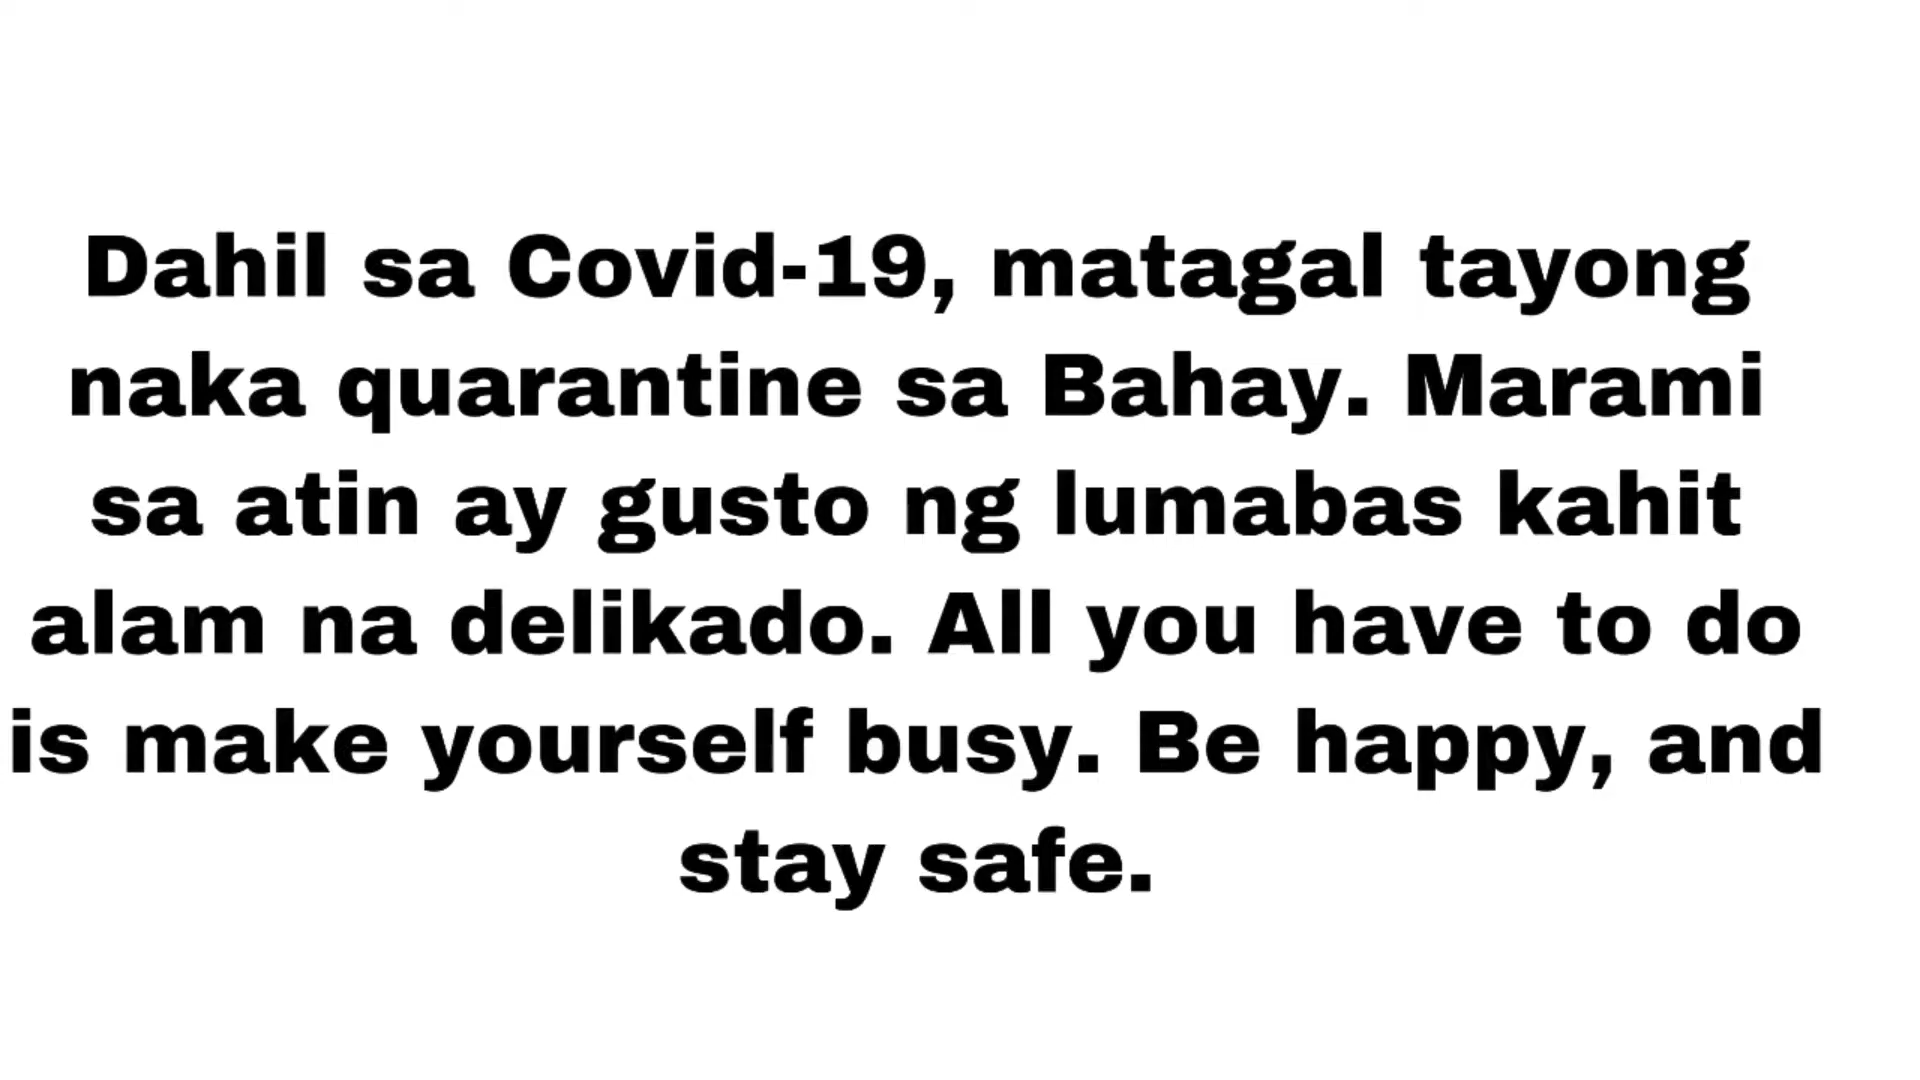 Dahil sa Covid-19, matagal tayong
naka quarantine sa Bahay. Marami
sa atin ay gusto ng lumabas kahit
alam na delikado. All you have to do
is make yourself busy. Be happy, and
stay safe.